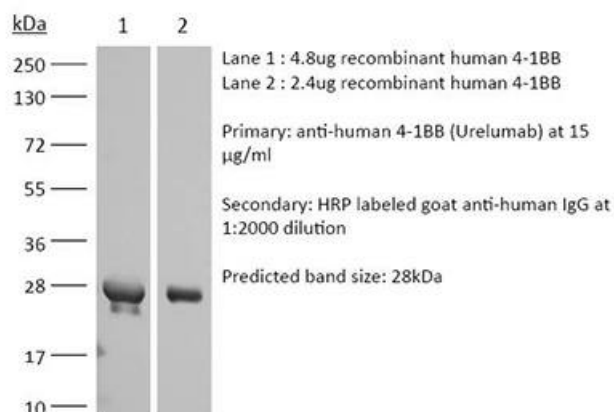 kDa 1 2
250
130
72
55
36
28
17
10
Lane 1 : 4.8ug recombinant human 4-1BB
Lane 2 : 2.4ug recombinant human 4-1BB
Primary: anti-human 4-1BB (Urelumab) at 15
μg/ml
Secondary: HRP labeled goat anti-human IgG at
1:2000 dilution
Predicted band size: 28kDa